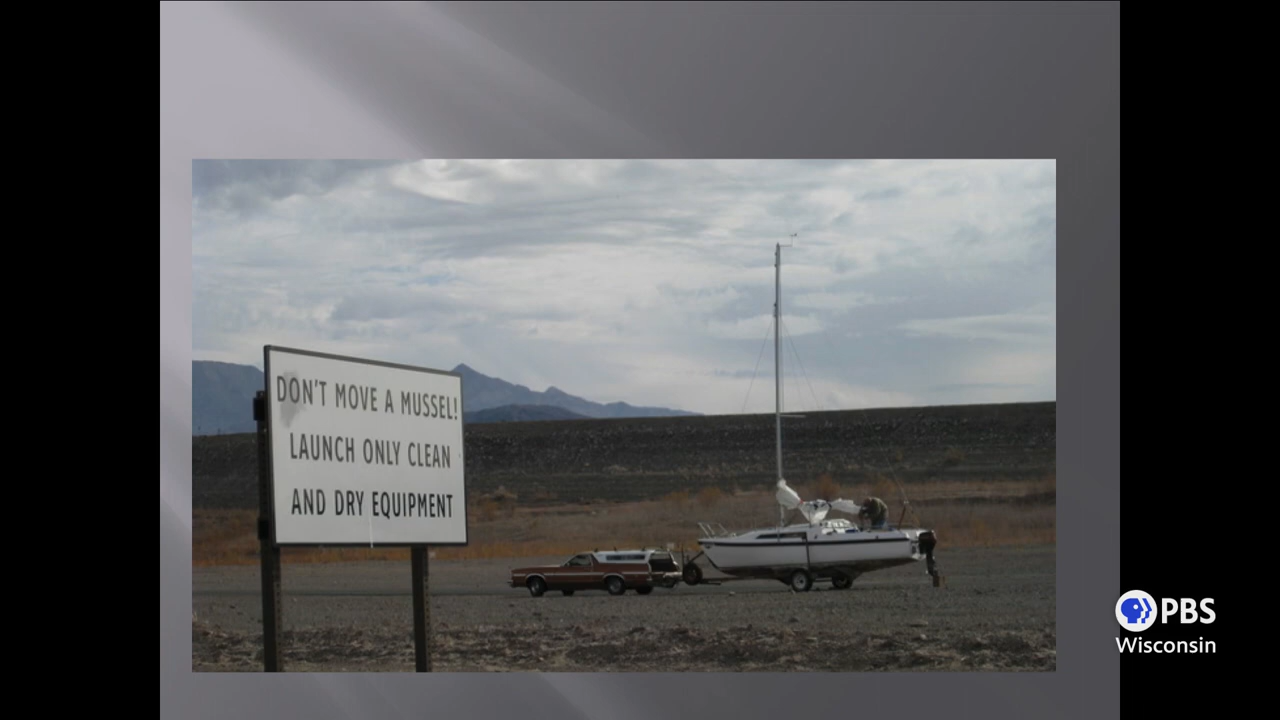 DON'T MOVE A MUSSEL!
LAUNCH ONLY CLEAN
AND DRY EQUIPMENT
PBS
Wisconsin